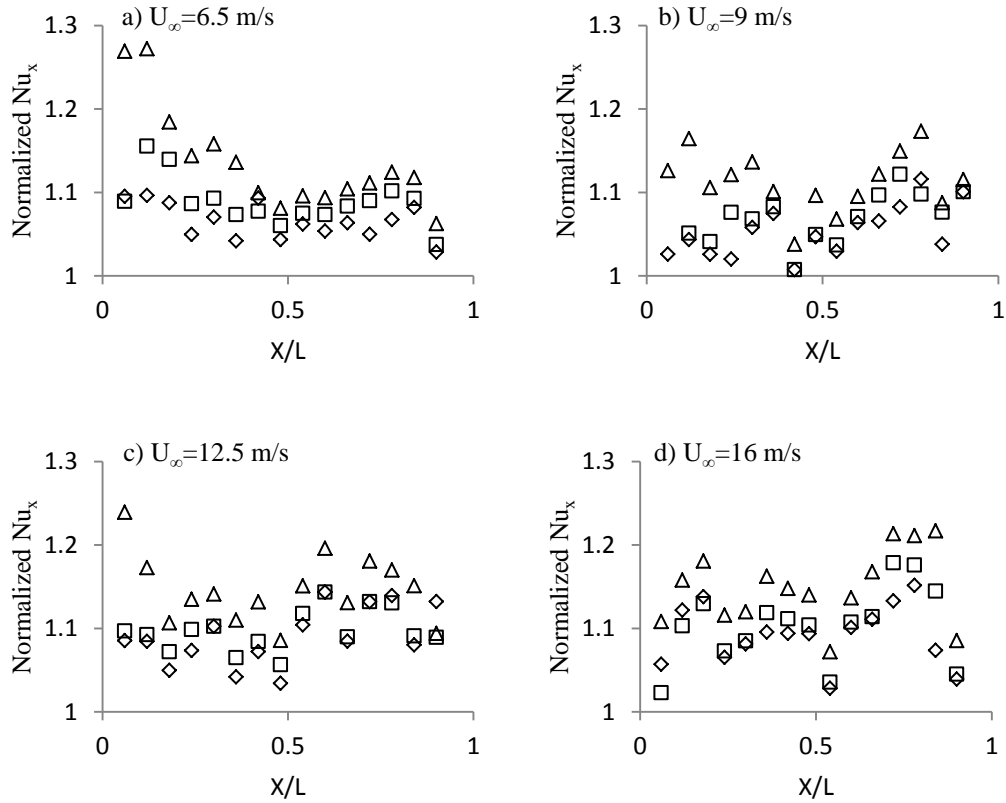 a) U∞=6.5 m/s
Normalized Nuₓ
1.3
1.2
1.1
1
0
0.5
1
X/L
b) U∞=9 m/s
Normalized Nuₓ
1.3
1.2
1.1
1
0
0.5
1
X/L
c) U∞=12.5 m/s
Normalized Nuₓ
1.3
1.2
1.1
1
0
0.5
1
X/L
d) U∞=16 m/s
Normalized Nuₓ
1.3
1.2
1.1
1
0
0.5
1
X/L